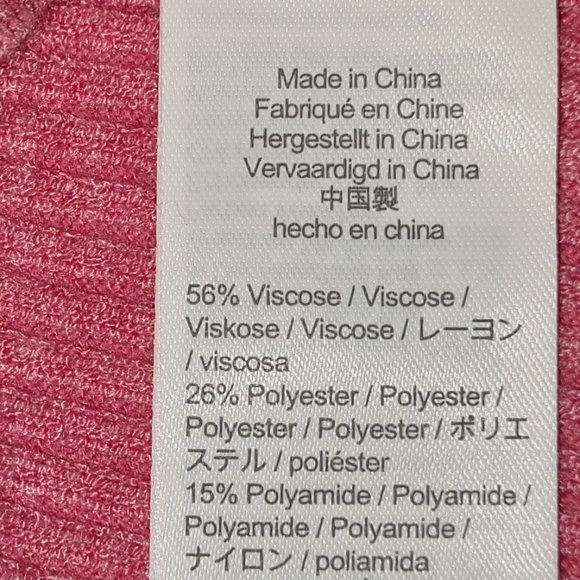 Made in China
Fabriqué en Chine
Hergestellt in China
Vervaardigd in China
中国製
hecho en china
56% Viscose / Viscose /
Viskose / Viscose / レーヨン
/ viscosa
26% Polyester / Polyester /
Polyester / Polyester / ポリエ
ステル / poliéster
15% Polyamide / Polyamide /
Polyamide / Polyamide /
ナイロン / poliamida